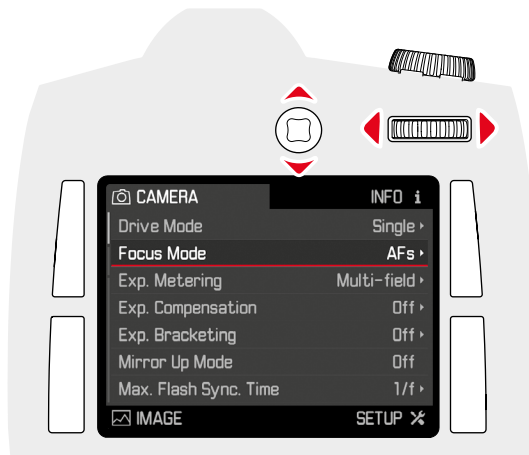 CAMERA INFO i
Drive Mode Single
Focus Mode AFs
Exp. Metering Multi-field
Exp. Compensation Off
Exp. Bracketing Off
Mirror Up Mode Off
Max. Flash Sync. Time 1/f
IMAGE SETUP